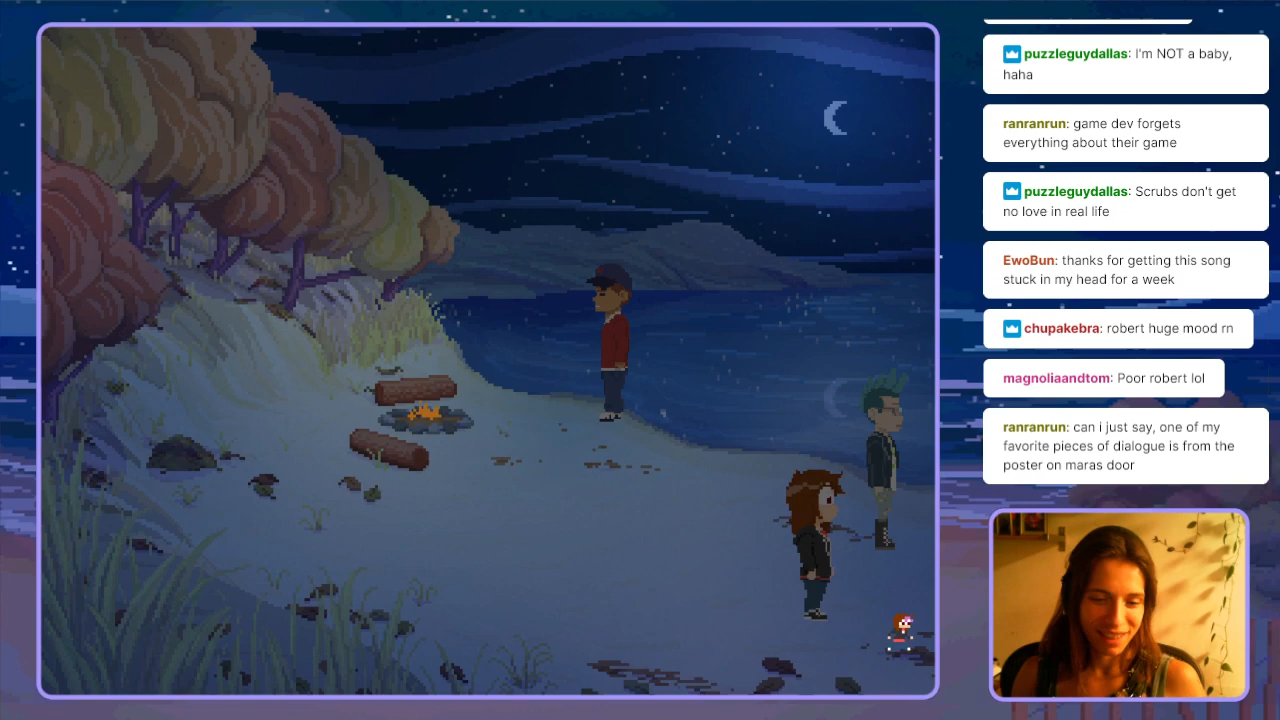 puzzleguydallas: I'm NOT a baby,
haha
ranranrun: game dev forgets
everything about their game
puzzleguydallas: Scrubs don't get
no love in real life
EwoBun: thanks for getting this song
stuck in my head for a week
chupakebra: robert huge mood rn
magnoliaandtom: Poor robert lol
ranranrun: can i just say, one of my
favorite pieces of dialogue is from the
poster on maras door